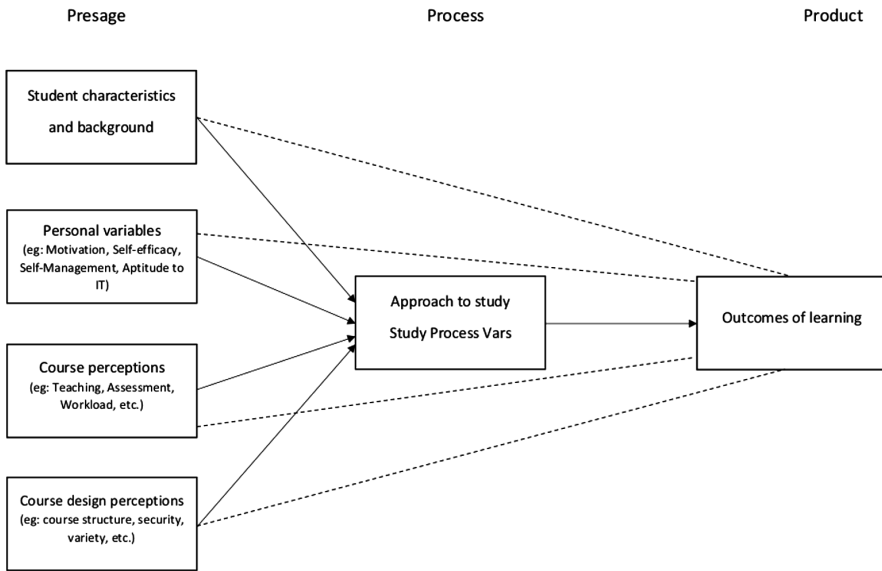 Presage
Process
Product
Student characteristics
and background
Personal variables
(eg: Motivation, Self-efficacy,
Self-Management, Aptitude to
IT)
Approach to study
Study Process Vars
Outcomes of learning
Course perceptions
(eg: Teaching, Assessment,
Workload, etc.)
Course design perceptions
(eg: course structure, security,
variety, etc.)